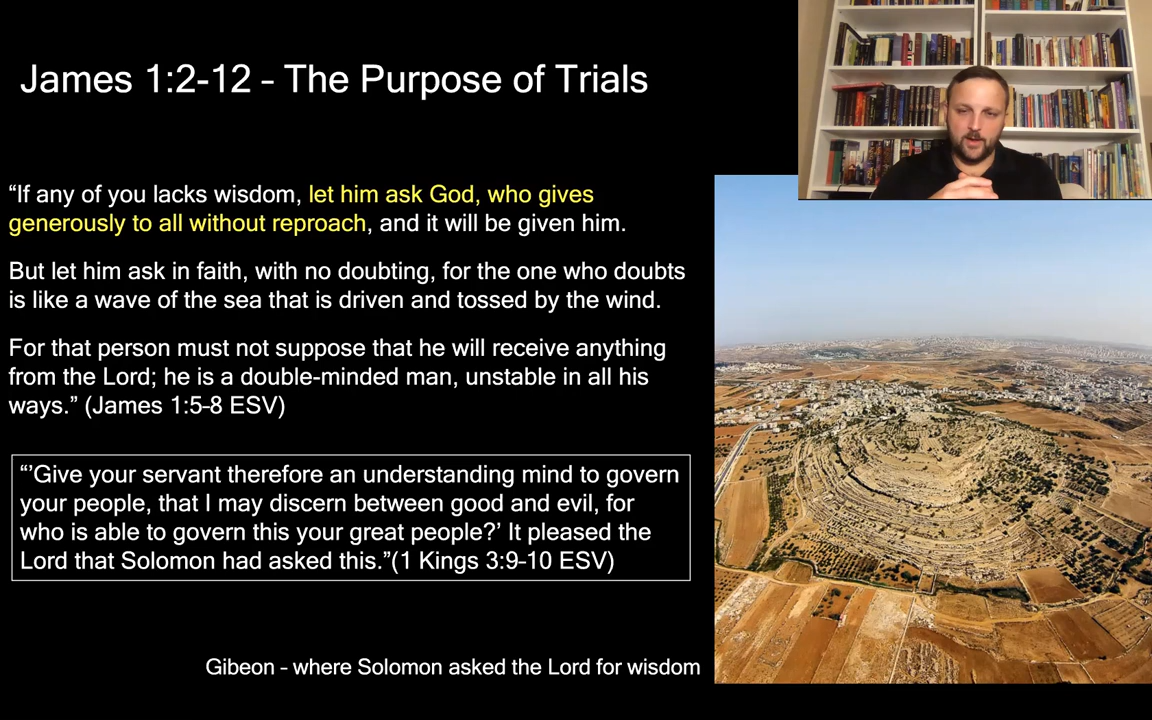 James 1:2-12 – The Purpose of Trials
“If any of you lacks wisdom, let him ask God, who gives
generously to all without reproach, and it will be given him.
But let him ask in faith, with no doubting, for the one who doubts
is like a wave of the sea that is driven and tossed by the wind.
For that person must not suppose that he will receive anything
from the Lord; he is a double-minded man, unstable in all his
ways.” (James 1:5–8 ESV)
“’Give your servant therefore an understanding mind to govern
your people, that I may discern between good and evil, for
who is able to govern this your great people?’ It pleased the
Lord that Solomon had asked this.”(1 Kings 3:9–10 ESV)
Gibeon – where Solomon asked the Lord for wisdom